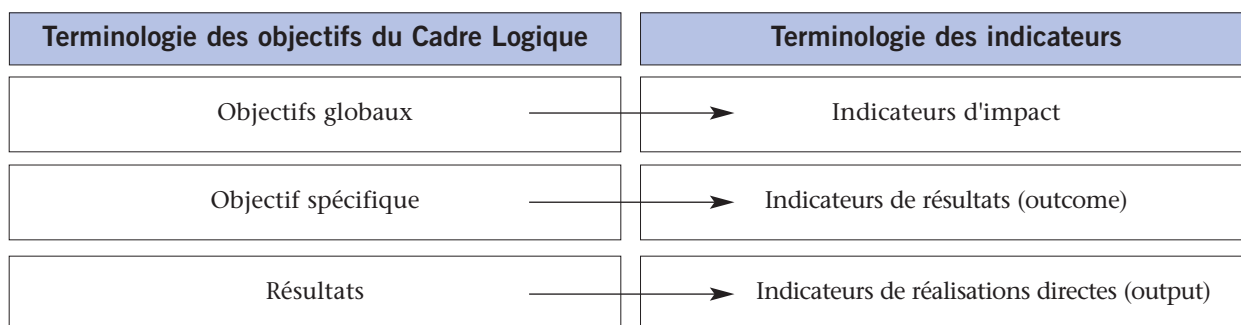 Terminologie des objectifs du Cadre Logique
Terminologie des indicateurs
Objectifs globaux
Indicateurs d'impact
Objectif spécifique
Indicateurs de résultats (outcome)
Résultats
Indicateurs de réalisations directes (output)